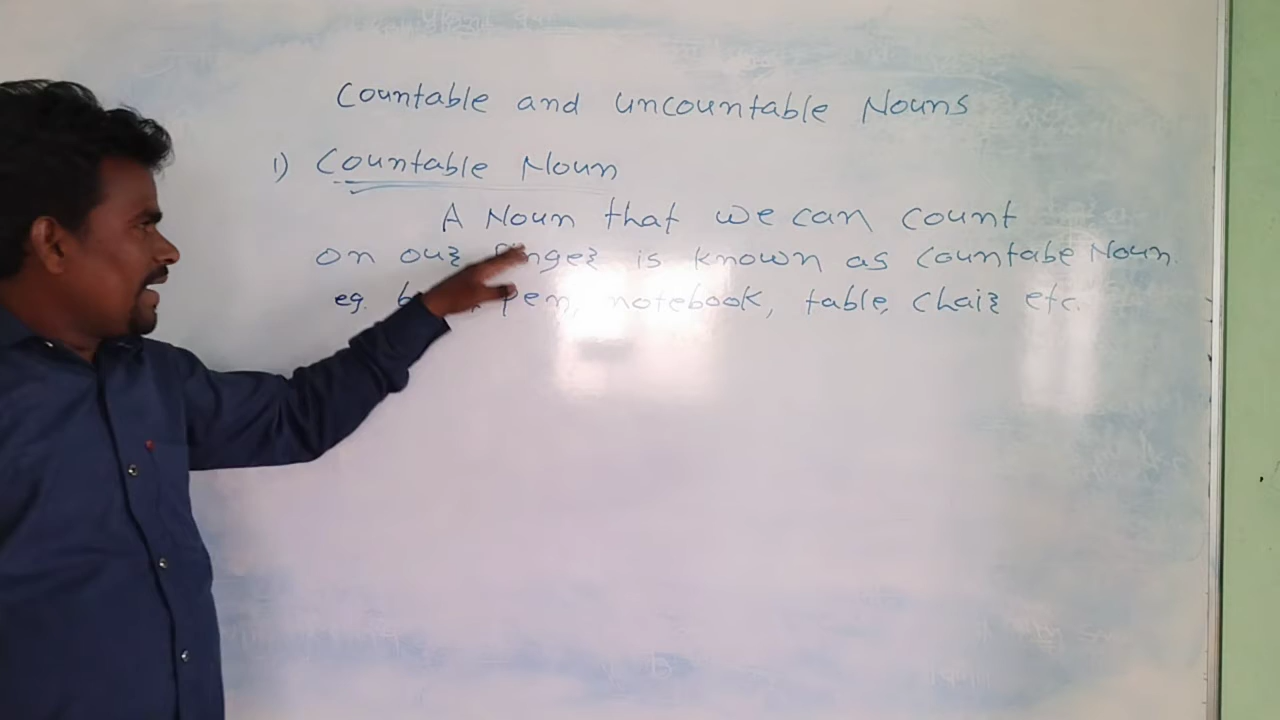 Countable and uncountable Nouns
1) Countable Noun
A Noun that we can count
on our finger is known as Countabe Noun.
eg. pen, notebook, table, Chair etc.